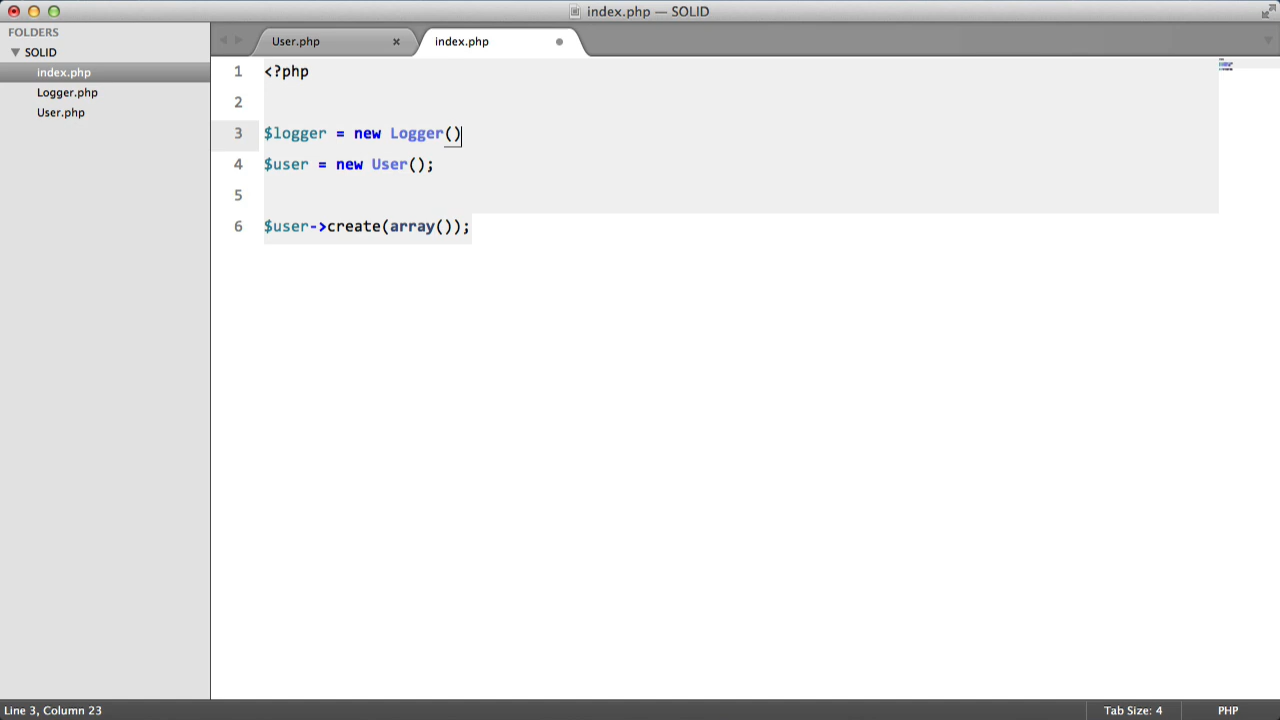 index.php — SOLID
FOLDERS
SOLID
index.php
Logger.php
User.php
User.php
index.php
1 <?php
2
3 $logger = new Logger()
4 $user = new User();
5
6 $user->create(array());
Line 3, Column 23
Tab Size: 4
PHP